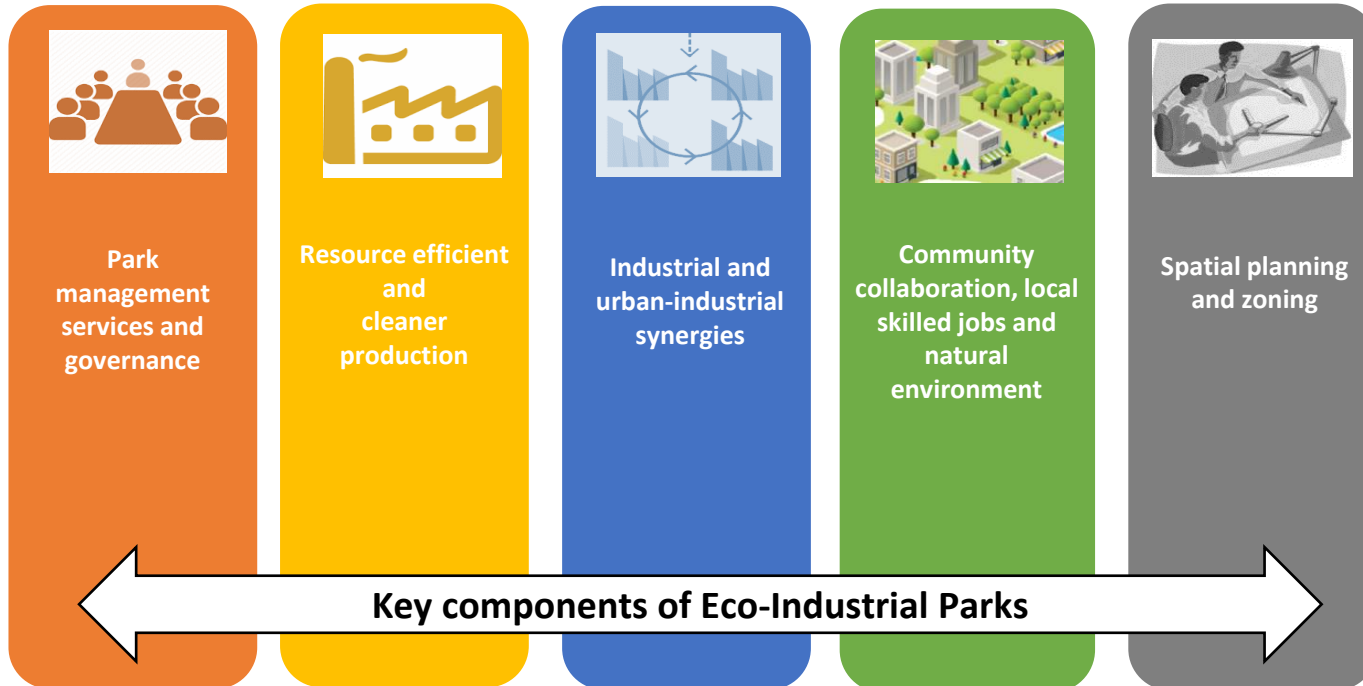 Park
management
services and
governance
Resource efficient
and
cleaner
production
Industrial and
urban-industrial
synergies
Community
collaboration, local
skilled jobs and
natural
environment
Spatial planning
and zoning
Key components of Eco-Industrial Parks